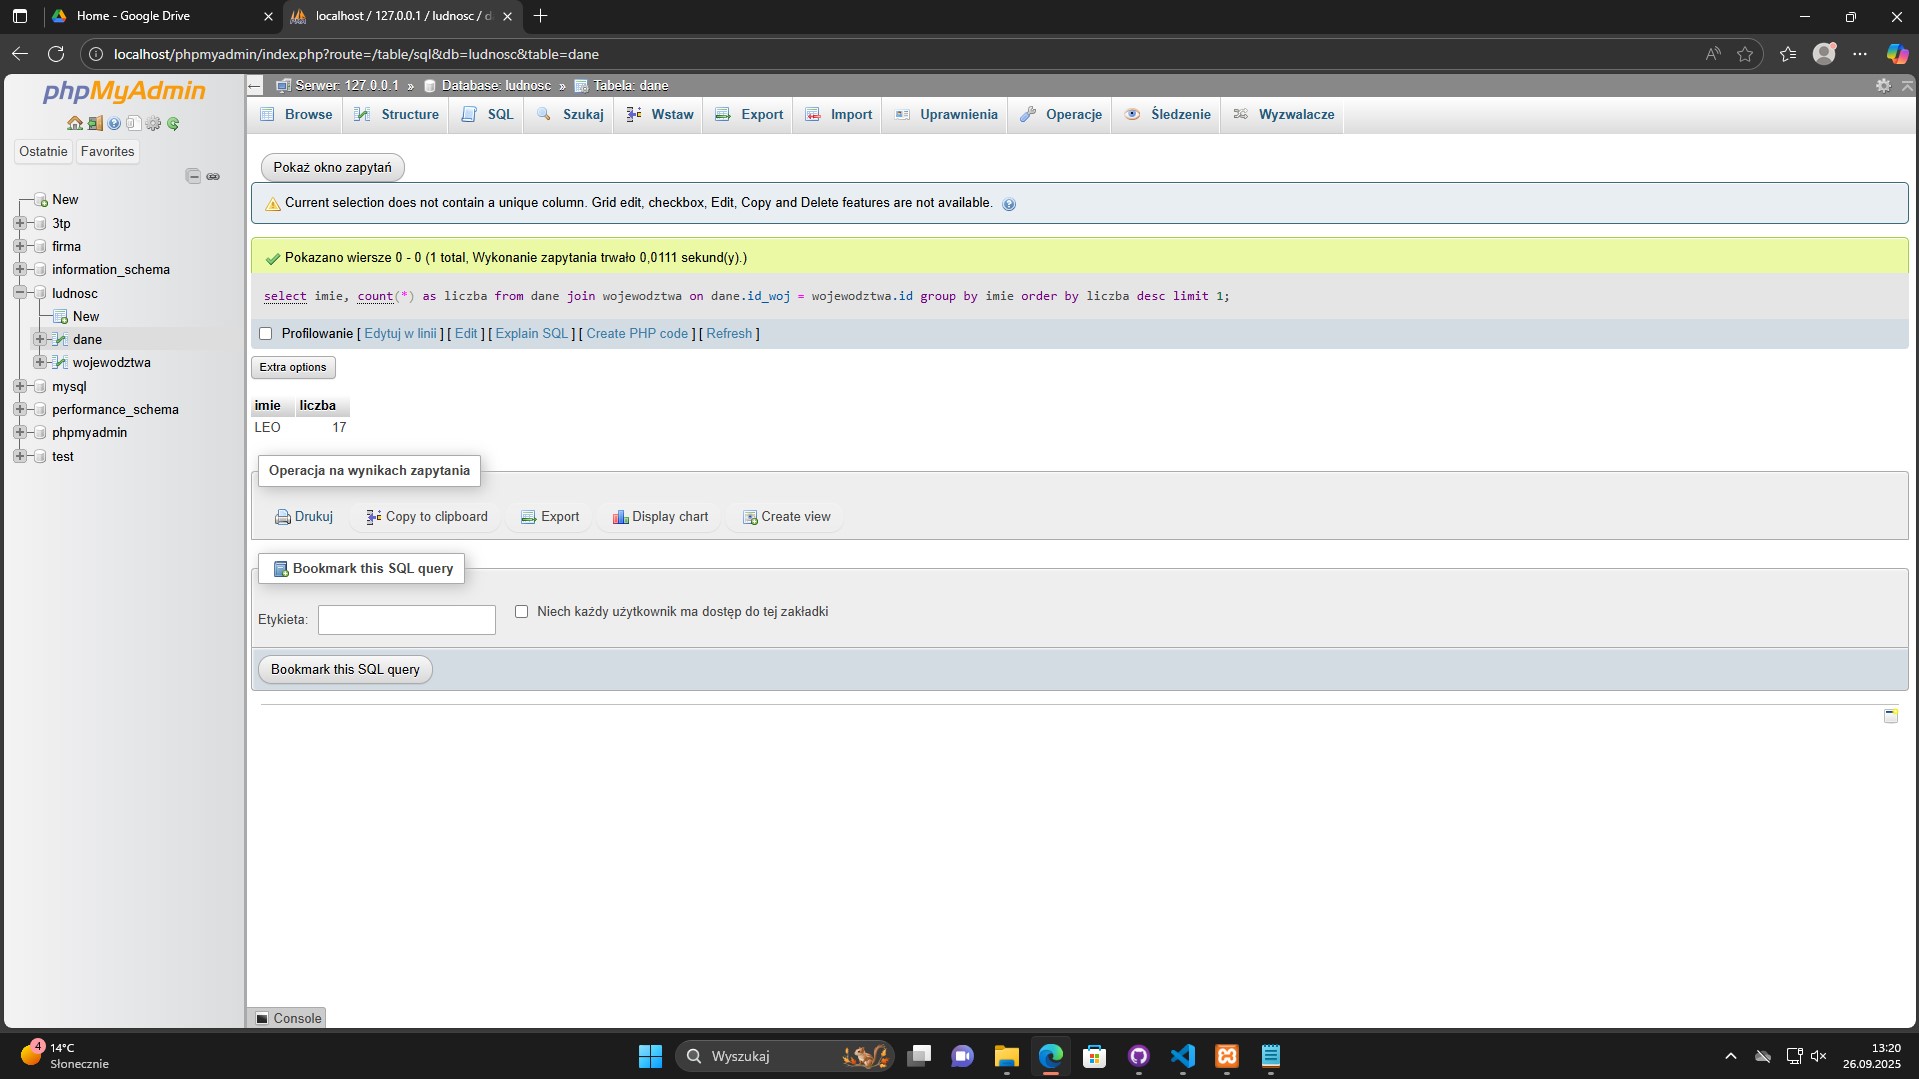 Home - Google Drive
localhost / 127.0.0.1 / ludnosc / d
localhost/phpmyadmin/index.php?route=/table/sql&db=ludnosc&table=dane
phpMyAdmin
Ostatnie
Favorites
New
3tp
firma
information_schema
ludnosc
New
dane
wojewodztwa
mysql
performance_schema
phpmyadmin
test
Serwer: 127.0.0.1 » Database: ludnosc » Tabela: dane
Browse
Structure
SQL
Szukaj
Wstaw
Export
Import
Uprawnienia
Operacje
Śledzenie
Wyzwalacze
Pokaż okno zapytań
Current selection does not contain a unique column. Grid edit, checkbox, Edit, Copy and Delete features are not available.
Pokazano wiersze 0 - 0 (1 total, Wykonanie zapytania trwało 0,0111 sekund(y).)
select imie, count(*) as liczba from dane join wojewodztwa on dane.id_woj = wojewodztwa.id group by imie order by liczba desc limit 1;
Profilowanie [ Edytuj w linii ] [ Edit ] [ Explain SQL ] [ Create PHP code ] [ Refresh ]
Extra options
imie liczba
LEO 17
Operacja na wynikach zapytania
Drukuj
Copy to clipboard
Export
Display chart
Create view
Bookmark this SQL query
Etykieta:
Niech każdy użytkownik ma dostęp do tej zakładki
Bookmark this SQL query
Console
4
14°C
Słonecznie
Wyszukaj
13:20
26.09.2025